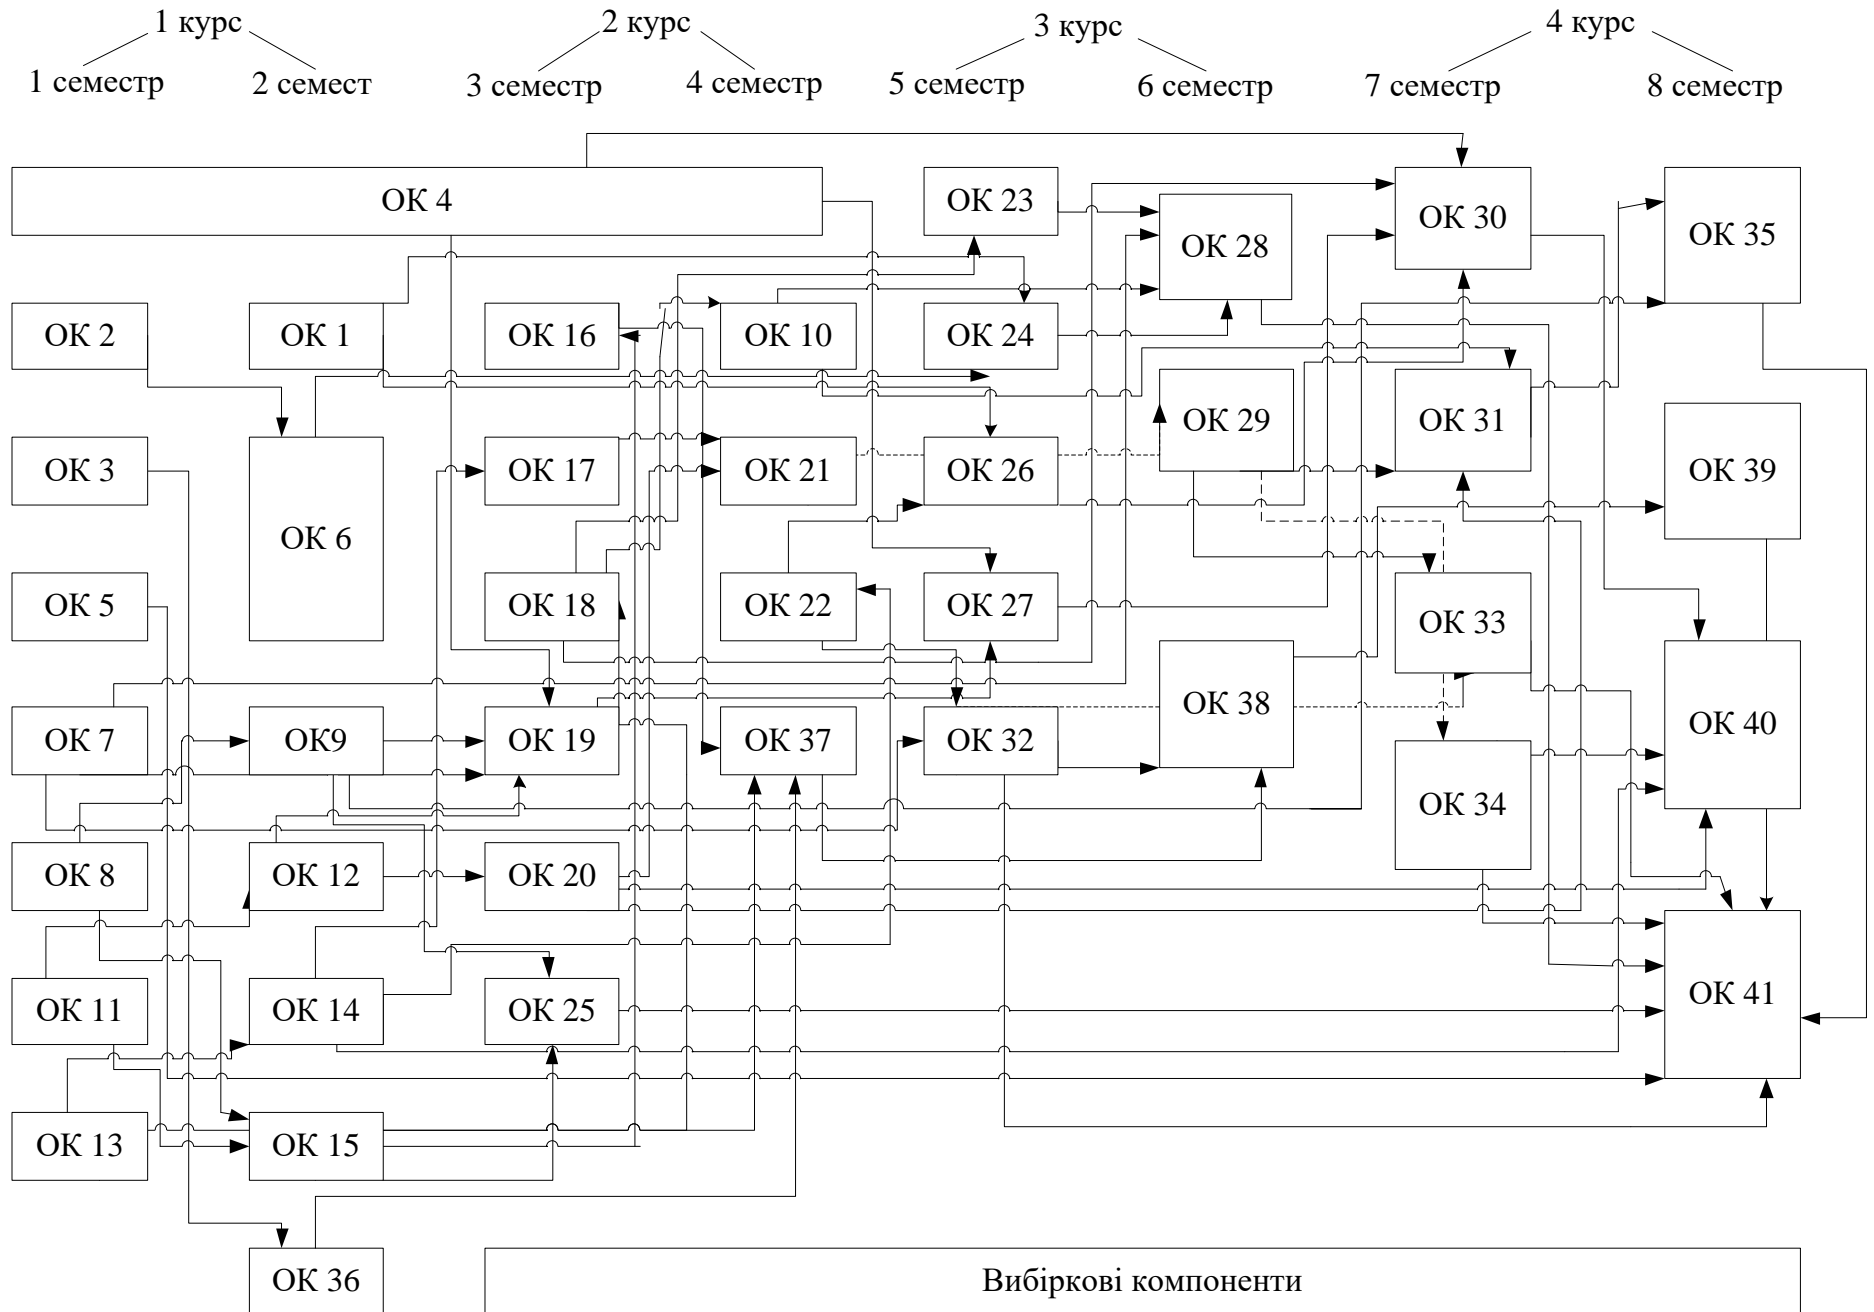 1 курс 2 курс 3 курс 4 курс
1 семестр 2 семест 3 семестр 4 семестр 5 семестр 6 семестр 7 семестр 8 семестр
ОК 4 ОК 23 ОК 28 ОК 30 ОК 35
ОК 2 ОК 1 ОК 16 ОК 10 ОК 24
ОК 29 ОК 31
ОК 3 ОК 17 ОК 21 ОК 26 ОК 39
ОК 6
ОК 5 ОК 18 ОК 22 ОК 27 ОК 33
ОК 38 ОК 40
ОК 7 ОК9 ОК 19 ОК 37 ОК 32
ОК 34
ОК 8 ОК 12 ОК 20
ОК 11 ОК 14 ОК 25 ОК 41
ОК 13 ОК 15
ОК 36 Вибіркові компоненти